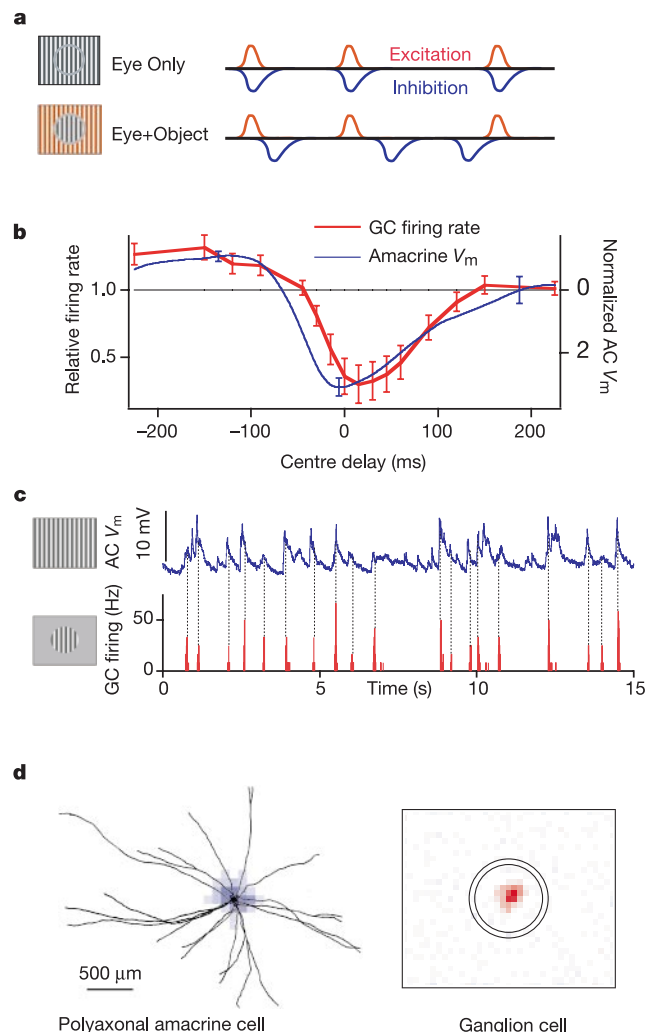 a
Eye Only
Excitation
Inhibition
Eye+Object
b
GC firing rate
Amacrine Vm
Relative firing rate
1.0
0.5
0
2
Normalized AC Vm
−200
−100
0
100
200
Centre delay (ms)
c
AC Vm
10 mV
GC firing (Hz)
50
0
0
5
10
15
Time (s)
d
500 μm
Polyaxonal amacrine cell
Ganglion cell